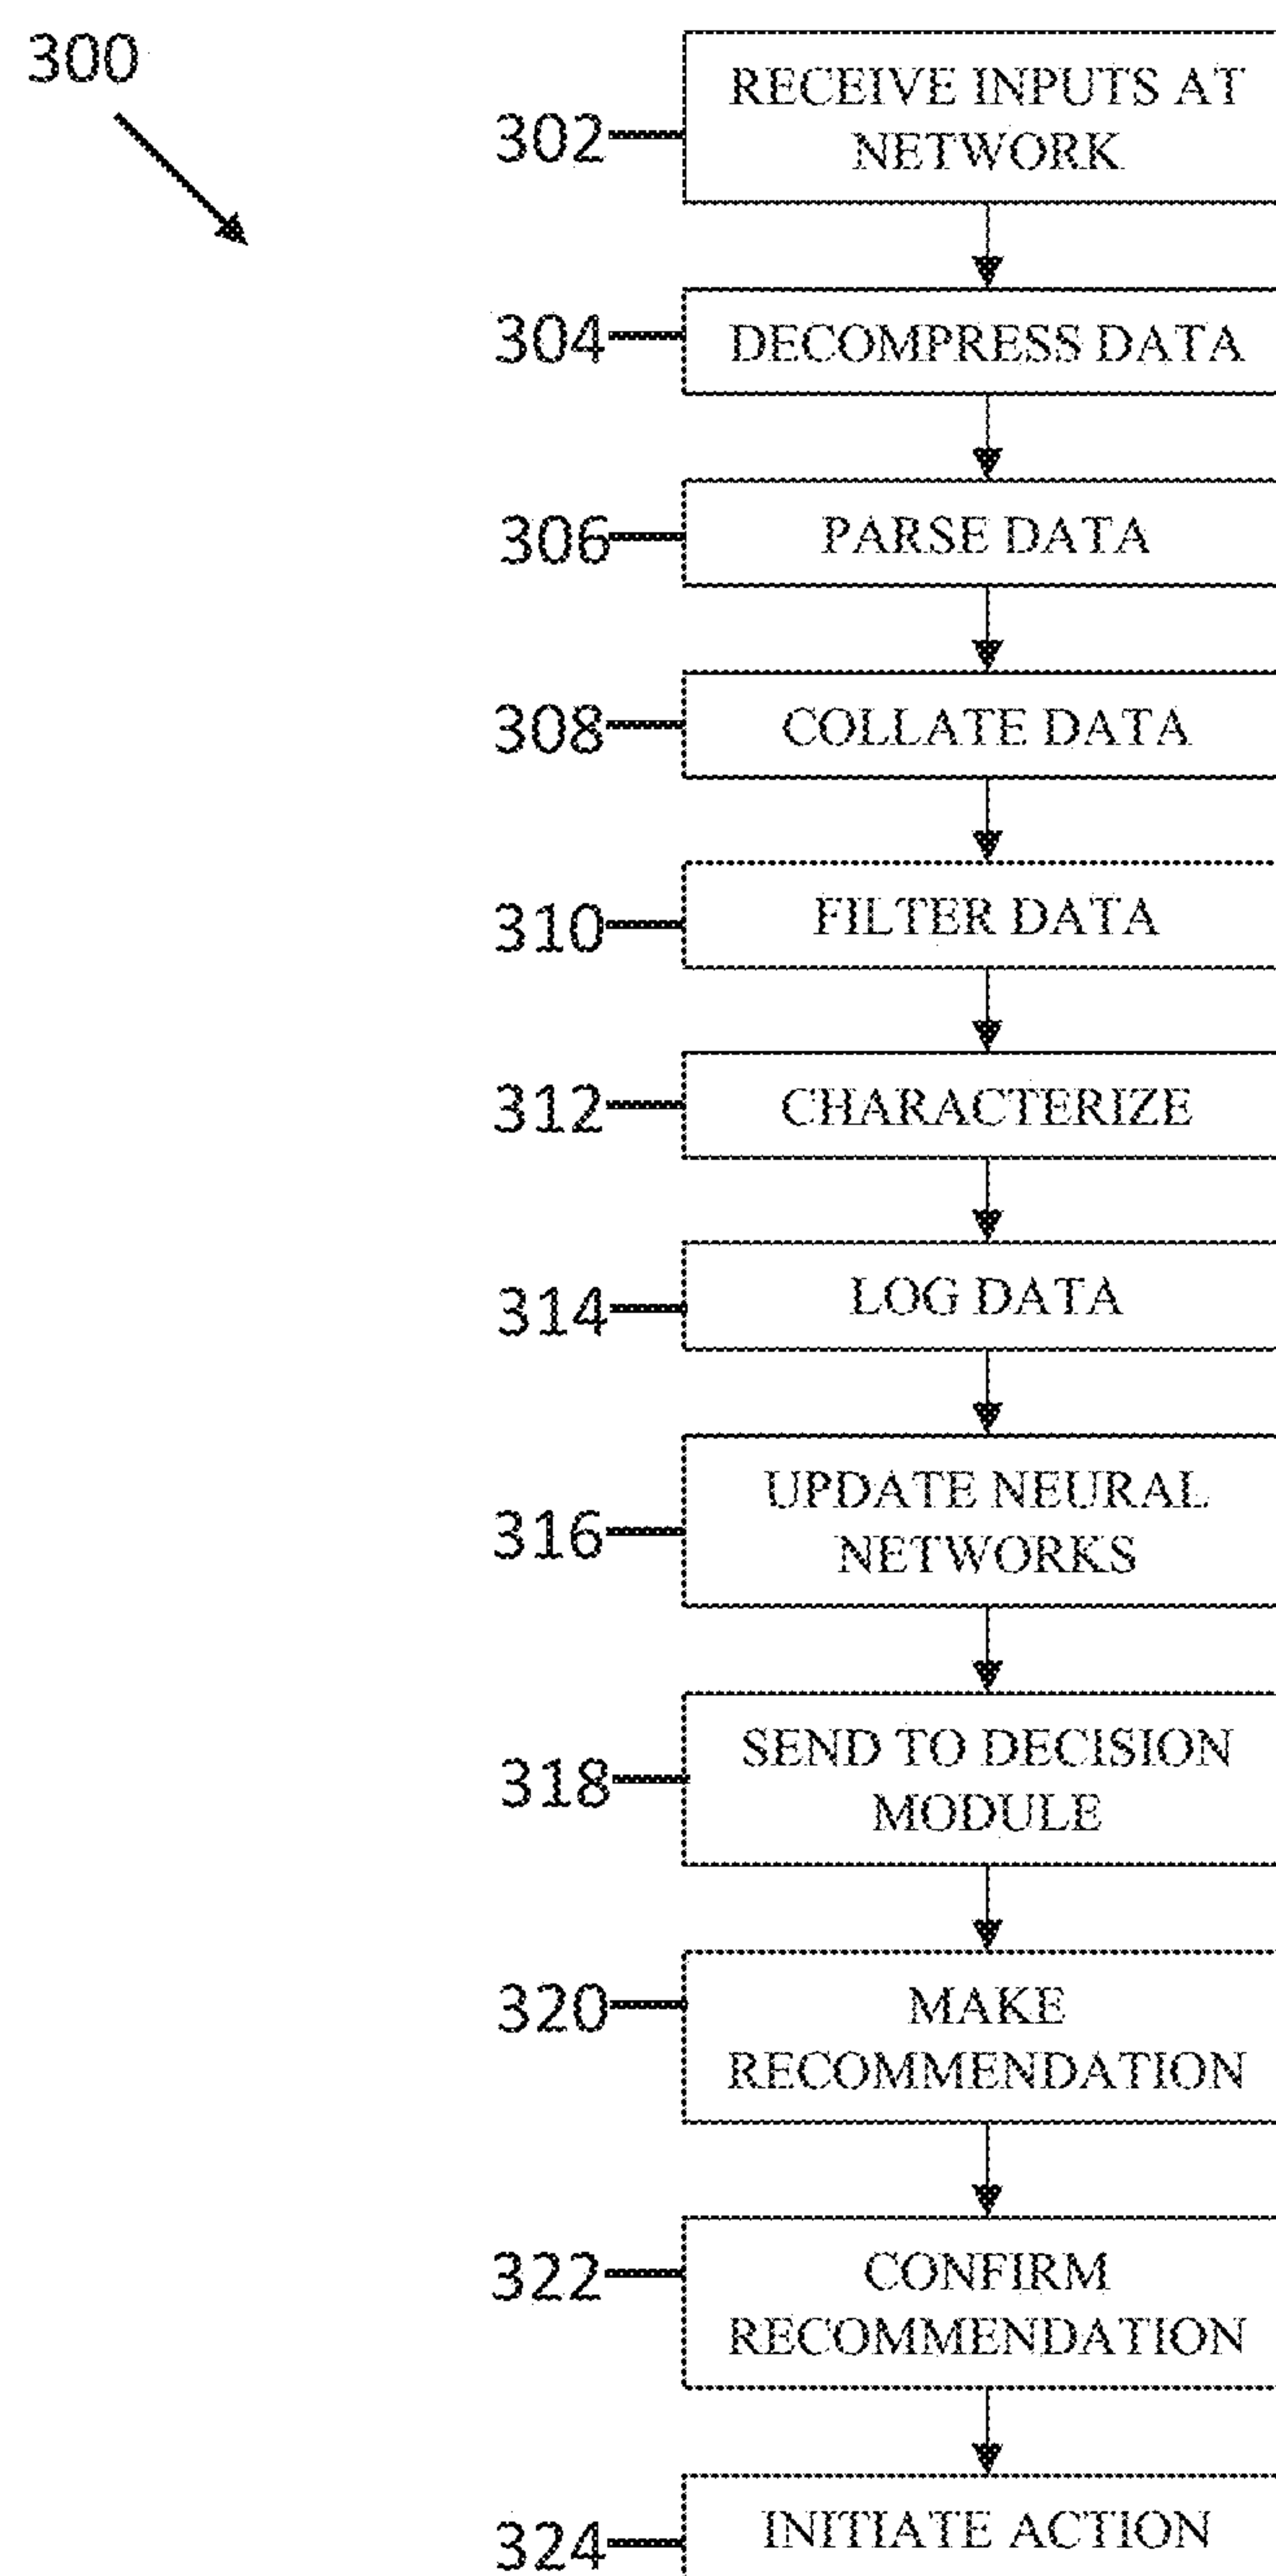 300
302
RECEIVE INPUTS AT
NETWORK
304
DECOMPRESS DATA
306
PARSE DATA
308
COLLATE DATA
310
FILTER DATA
312
CHARACTERIZE
314
LOG DATA
316
UPDATE NEURAL
NETWORKS
318
SEND TO DECISION
MODULE
320
MAKE
RECOMMENDATION
322
CONFIRM
RECOMMENDATION
324
INITIATE ACTION